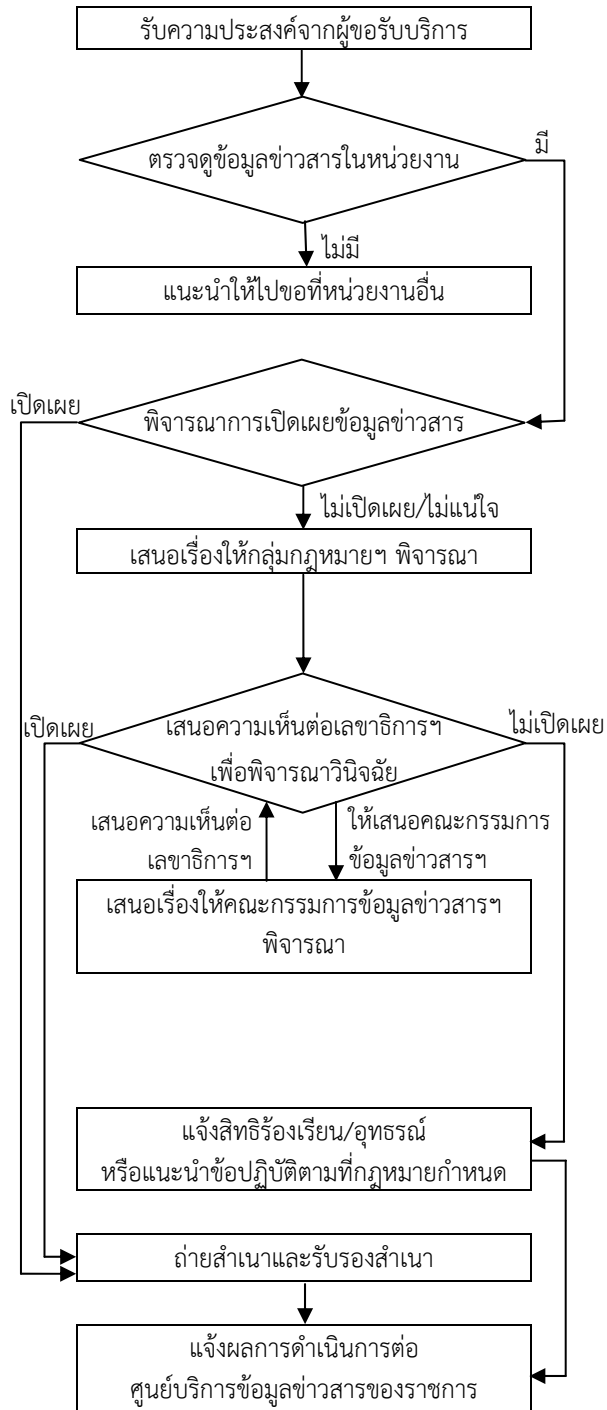 รับความประสงค์จากผู้ขอรับบริการ
ตรวจดูข้อมูลข่าวสารในหน่วยงาน
มี
ไม่มี
แนะนำให้ไปขอที่หน่วยงานอื่น
เปิดเผย
พิจารณาการเปิดเผยข้อมูลข่าวสาร
ไม่เปิดเผย/ไม่แน่ใจ
เสนอเรื่องให้กลุ่มกฎหมายฯ พิจารณา
เปิดเผย
เสนอความเห็นต่อเลขาธิการฯ
เพื่อพิจารณาวินิจฉัย
ไม่เปิดเผย
เสนอความเห็นต่อ
เลขาธิการฯ
ให้เสนอคณะกรรมการ
ข้อมูลข่าวสารฯ
เสนอเรื่องให้คณะกรรมการข้อมูลข่าวสารฯ
พิจารณา
แจ้งสิทธิร้องเรียน/อุทธรณ์
หรือแนะนำข้อปฏิบัติตามที่กฎหมายกำหนด
ถ่ายสำเนาและรับรองสำเนา
แจ้งผลการดำเนินการต่อ
ศูนย์บริการข้อมูลข่าวสารของราชการ